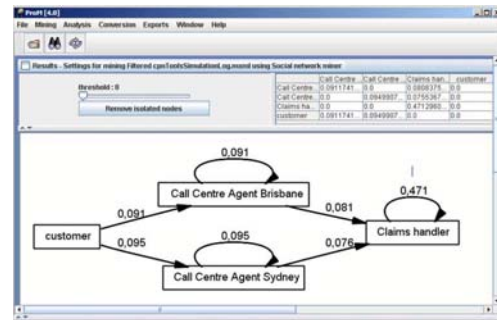 ProM [4.0]
File Mining Analysis Conversion Exports Window Help
Results - Settings for mining Filtered cpnToolsSimulationLog.mxml using Social network miner
threshold : 0
Remove isolated nodes
Call Centre ... Call Centre ... Claims han... customer
Call Centre... 0.0911741... 0.0 0.0808375... 0.0
Call Centre... 0.0 0.0949907... 0.0755367... 0.0
Claims ha... 0.0 0.0 0.4712960... 0.0
customer 0.0911741... 0.0949907... 0.0 0.0
0,091
Call Centre Agent Brisbane
0,471
0,091
0,081
customer
Claims handler
0,095
0,095
0,076
Call Centre Agent Sydney